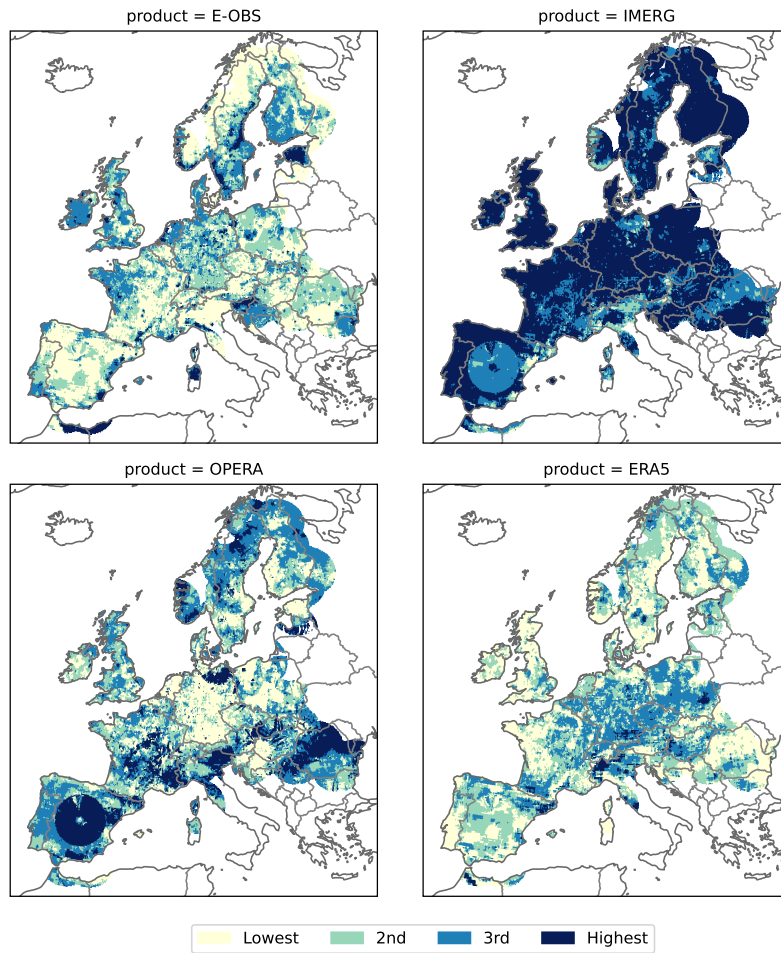 product = E-OBS
product = IMERG
product = OPERA
product = ERA5
Lowest
2nd
3rd
Highest